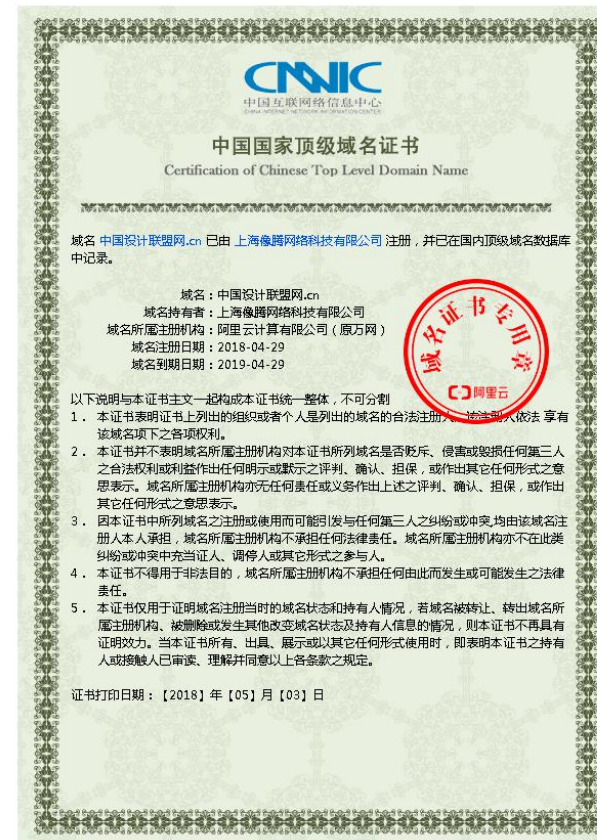 CNNIC
中国互联网络信息中心
CHINA INTERNET NETWORK INFORMATION CENTER
中国国家顶级域名证书
Certification of Chinese Top Level Domain Name
域名 中国设计联盟网.cn 已由 上海像腾网络科技有限公司 注册，并已在国内顶级域名数据库
中记录。
域名：中国设计联盟网.cn
域名持有者：上海像腾网络科技有限公司
域名所属注册机构：阿里云计算有限公司（原万网）
域名注册日期：2018-04-29
域名到期日期：2019-04-29
域名证书专用章
阿里云
以下说明与本证书主文一起构成本证书统一整体，不可分割
1． 本证书表明证书上列出的组织或者个人是列出的域名的合法注册人。该注册人依法 享有
该域名项下之各项权利。
2． 本证书并不表明域名所属注册机构对本证书所列域名是否贬斥、侵害或毁损任何第三人
之合法权利或利益作出任何明示或默示之评判、确认、担保，或作出其它任何形式之意
思表示。域名所属注册机构亦无任何责任或义务作出上述之评判、确认、担保，或作出
其它任何形式之意思表示。
3． 因本证书中所列域名之注册或使用而可能引发与任何第三人之纠纷或冲突,均由该域名注
册人本人承担，域名所属注册机构不承担任何法律责任。域名所属注册机构亦不在此类
纠纷或冲突中充当证人、调停人或其它形式之参与人。
4． 本证书不得用于非法目的，域名所属注册机构不承担任何由此而发生或可能发生之法律
责任。
5． 本证书仅用于证明域名注册当时的域名状态和持有人情况，若域名被转让、转出域名所
属注册机构、被删除或发生其他改变域名状态及持有人信息的情况，则本证书不再具有
证明效力。当本证书所有、出具、展示或以其它任何形式使用时，即表明本证书之持有
人或接触人已审读、理解并同意以上各条款之规定。
证书打印日期：【2018】年【05】月【03】日